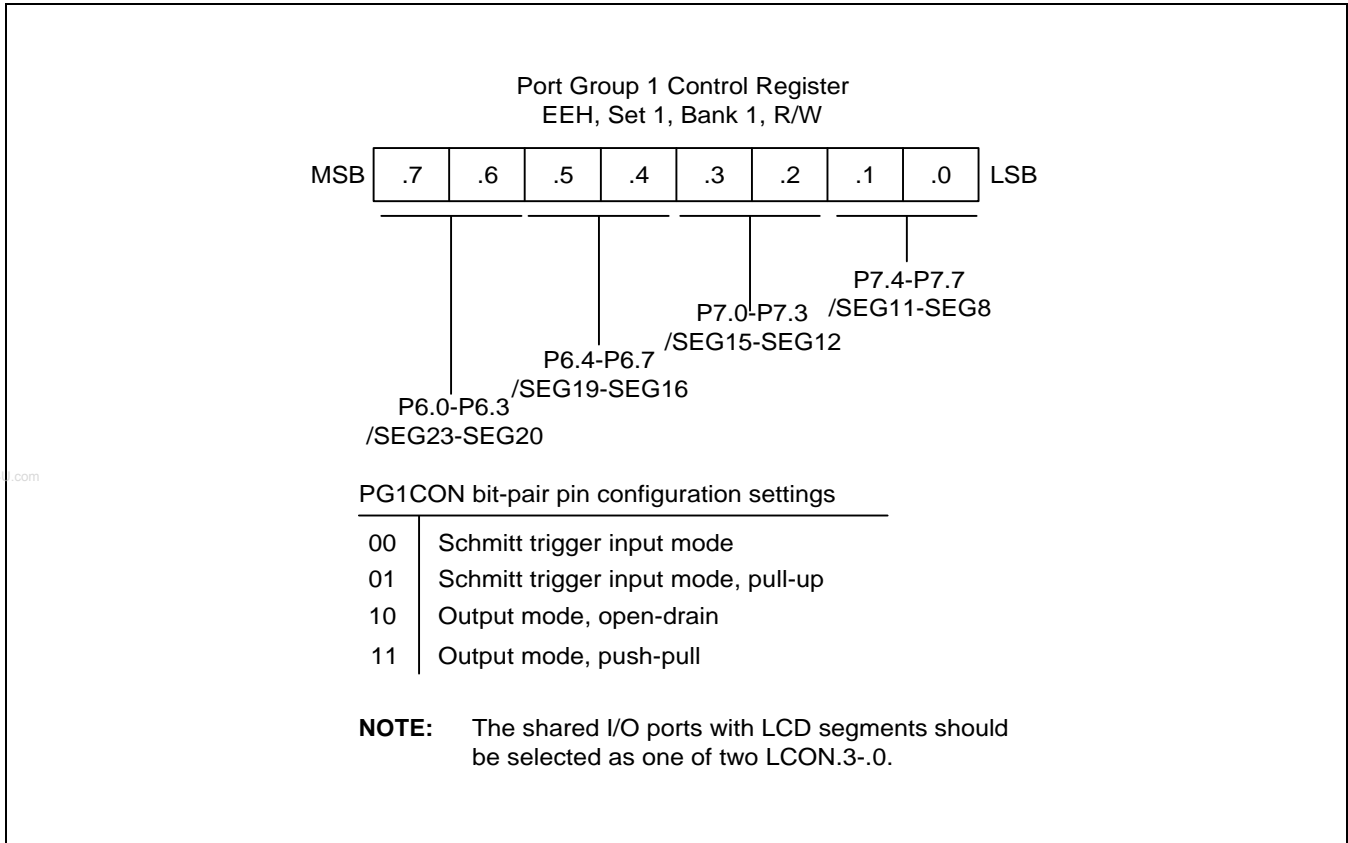 Port Group 1 Control Register
EEH, Set 1, Bank 1, R/W
MSB .7 .6 .5 .4 .3 .2 .1 .0 LSB
P7.4-P7.7
/SEG11-SEG8
P7.0-P7.3
/SEG15-SEG12
P6.4-P6.7
/SEG19-SEG16
P6.0-P6.3
/SEG23-SEG20
U.com
PG1CON bit-pair pin configuration settings
00 Schmitt trigger input mode
01 Schmitt trigger input mode, pull-up
10 Output mode, open-drain
11 Output mode, push-pull
NOTE: The shared I/O ports with LCD segments should
be selected as one of two LCON.3-.0.